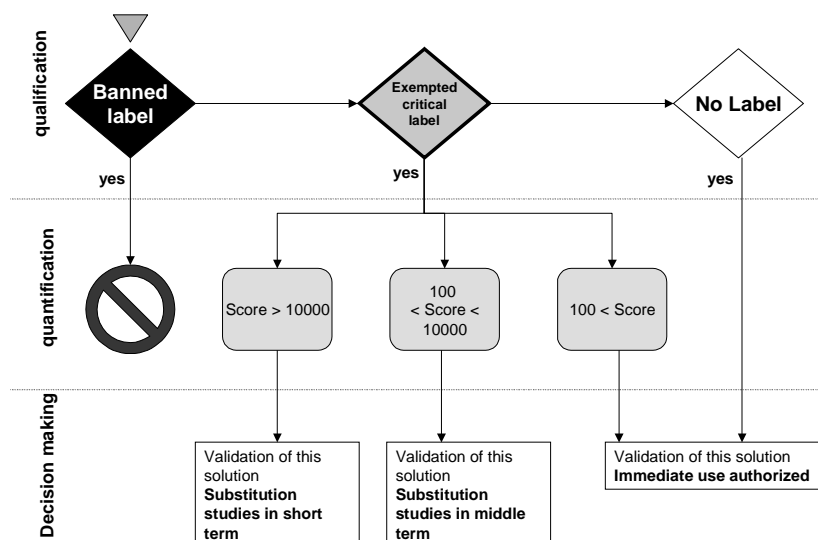 qualification
Banned
label
Exempted
critical
label
No Label
yes
yes
yes
quantification
Score > 10000
100
< Score <
10000
100 < Score
Decision making
Validation of this
solution
Substitution
studies in short
term
Validation of this
solution
Substitution
studies in middle
term
Validation of this solution
Immediate use authorized